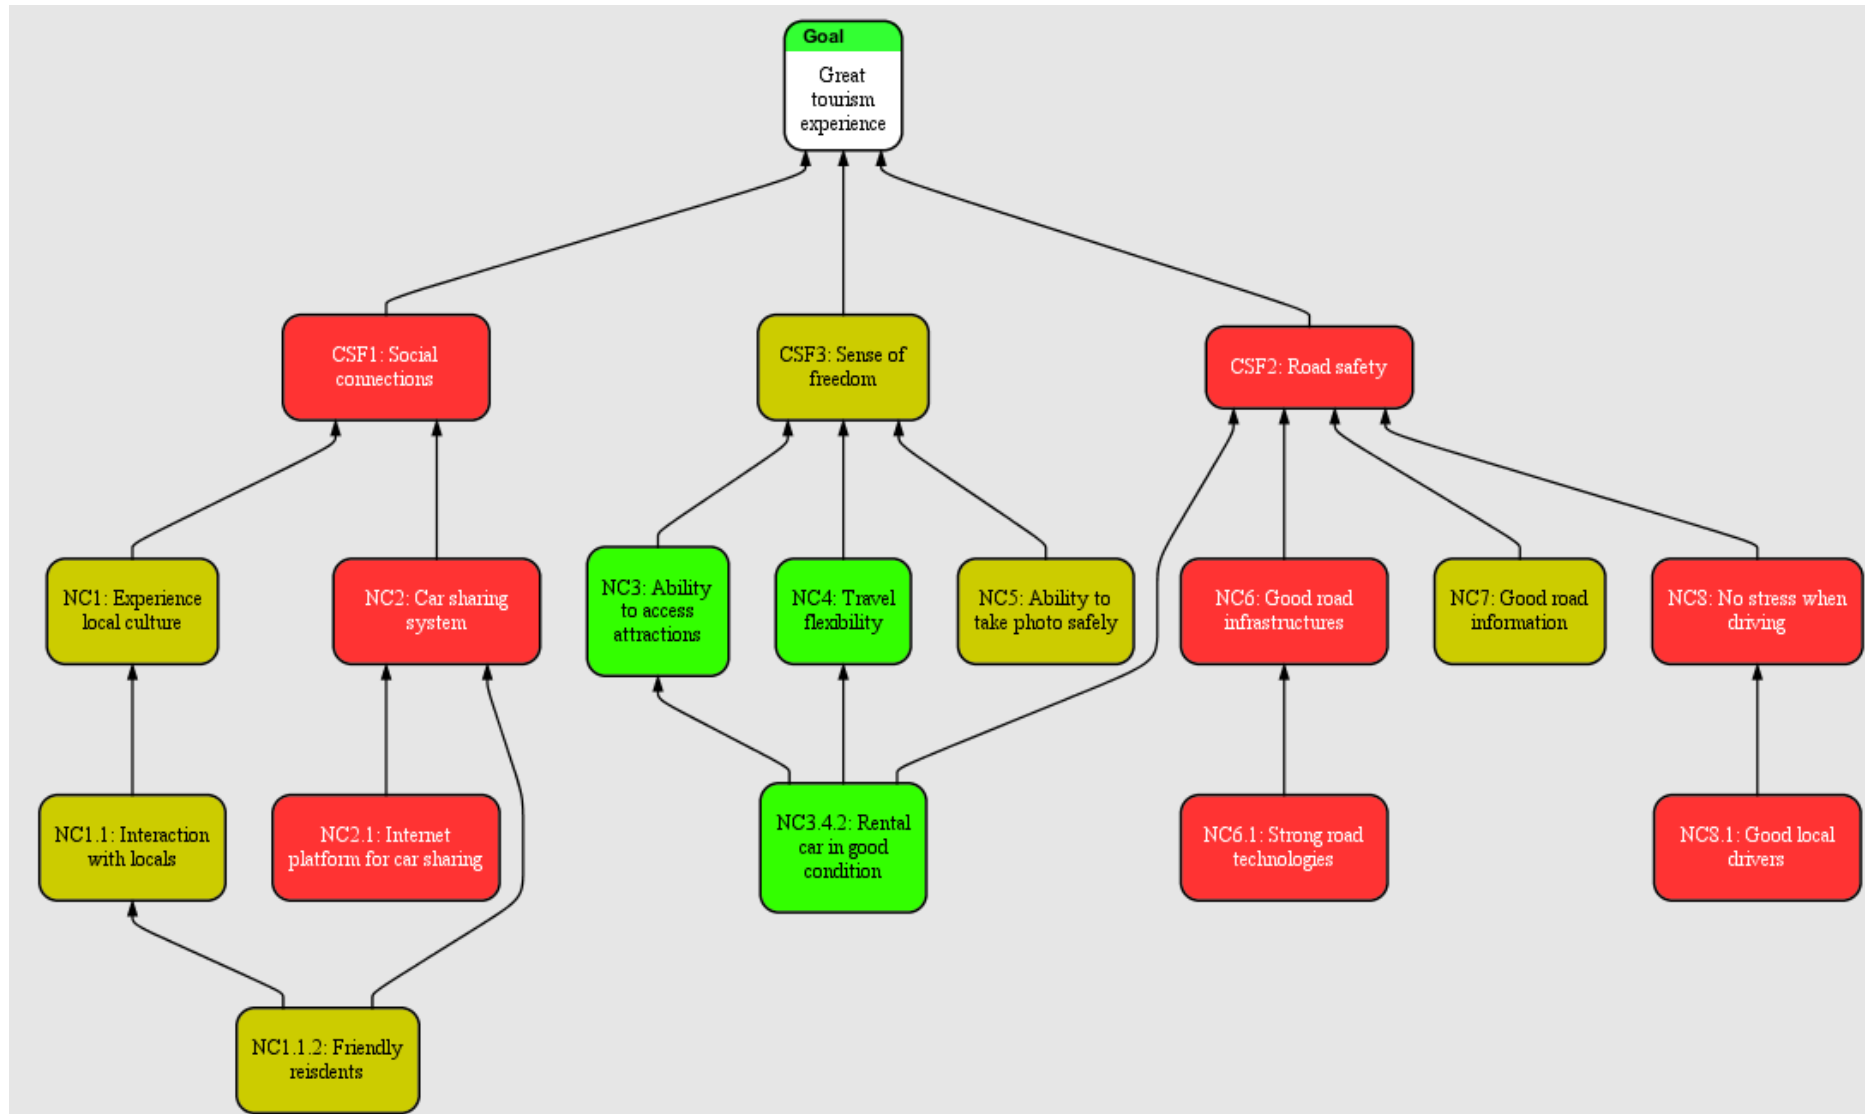 Goal
Great
tourism
experience
CSF1: Social
connections
CSF3: Sense of
freedom
CSF2: Road safety
NC1: Experience
local culture
NC2: Car sharing
system
NC3: Ability
to access
attractions
NC4: Travel
flexibility
NC5: Ability to
take photo safely
NC6: Good road
infrastructures
NC7: Good road
information
NC8: No stress when
driving
NC1.1: Interaction
with locals
NC2.1: Internet
platform for car sharing
NC3.4.2: Rental
car in good
condition
NC6.1: Strong road
technologies
NC8.1: Good local
drivers
NC1.1.2: Friendly
reisdents